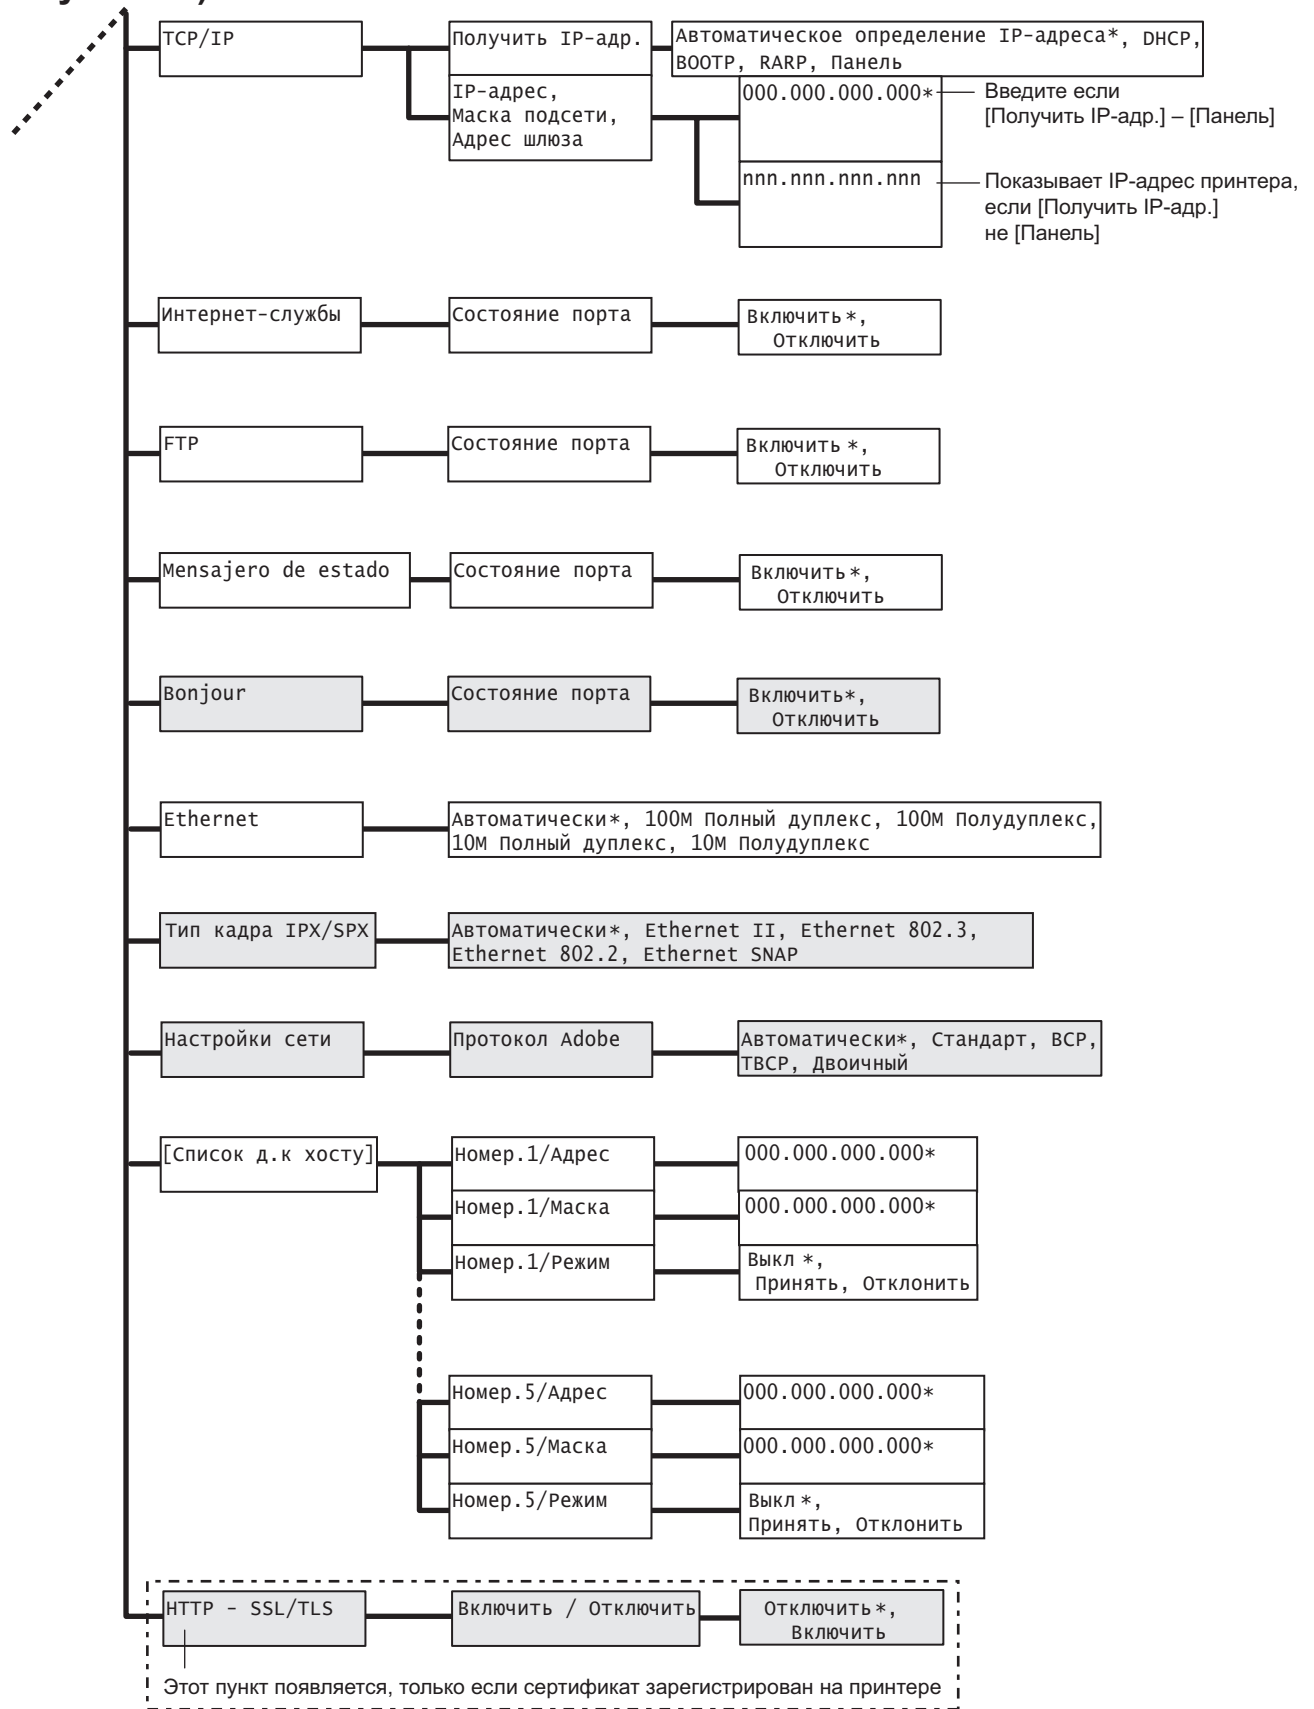 TCP/IP
Получить IP-адр.
Автоматическое определение IP-адреса*, DHCP,
BOOTP, RARP, Панель
IP-адрес,
Маска подсети,
Адрес шлюза
000.000.000.000*
Введите если
[Получить IP-адр.] – [Панель]
nnn.nnn.nnn.nnn
Показывает IP-адрес принтера,
если [Получить IP-адр.]
не [Панель]
Интернет-службы
Состояние порта
Включить*,
Отключить
FTP
Состояние порта
Включить*,
Отключить
Mensajero de estado
Состояние порта
Включить*,
Отключить
Bonjour
Состояние порта
Включить*,
Отключить
Ethernet
Автоматически*, 100М Полный дуплекс, 100М Полудуплекс,
10М Полный дуплекс, 10М Полудуплекс
Тип кадра IPX/SPX
Автоматически*, Ethernet II, Ethernet 802.3,
Ethernet 802.2, Ethernet SNAP
Настройки сети
Протокол Adobe
Автоматически*, Стандарт, BCP,
TBCP, Двоичный
[Список д.к хосту]
Номер.1/Адрес
000.000.000.000*
Номер.1/Маска
000.000.000.000*
Номер.1/Режим
Выкл *,
Принять, Отклонить
Номер.5/Адрес
000.000.000.000*
Номер.5/Маска
000.000.000.000*
Номер.5/Режим
Выкл *,
Принять, Отклонить
HTTP - SSL/TLS
Включить / Отключить
Отключить*,
Включить
Этот пункт появляется, только если сертификат зарегистрирован на принтере